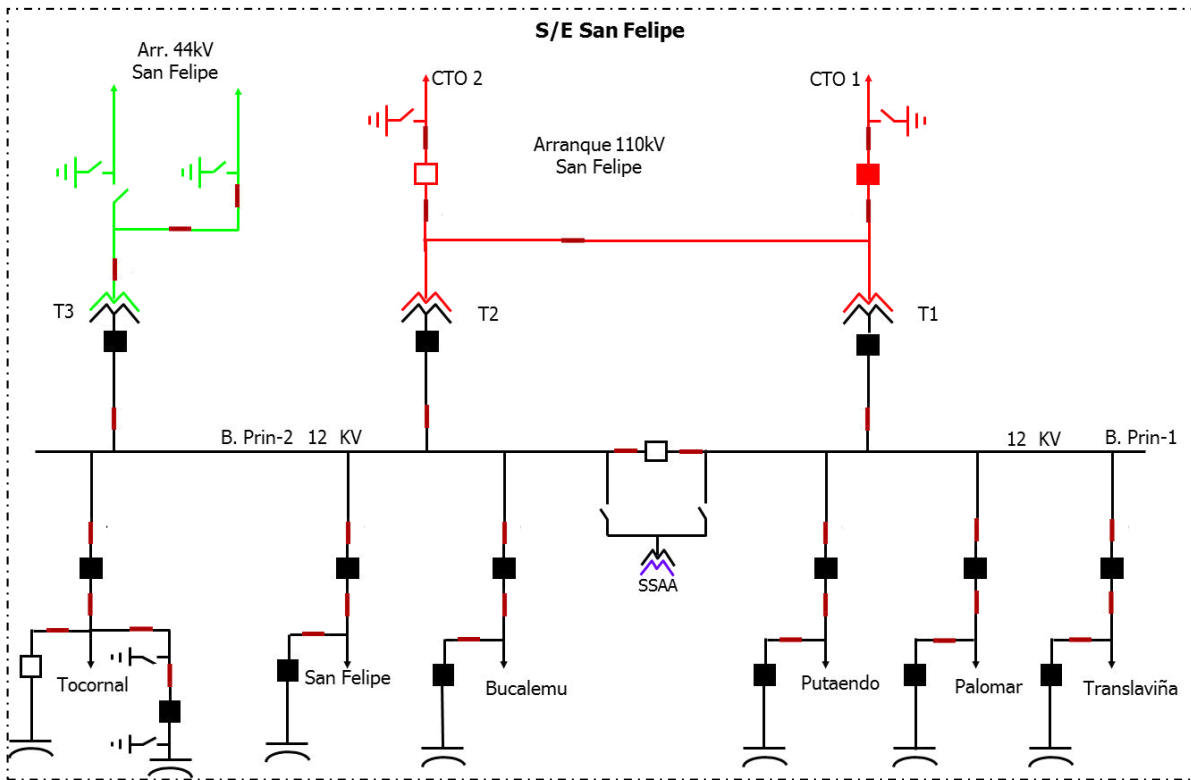 S/E San Felipe
Arr. 44kV
San Felipe
CTO 2
CTO 1
Arranque 110kV
San Felipe
T3
T2
T1
B. Prin-2 12 KV
12 KV B. Prin-1
SSAA
Tocornal
San Felipe
Bucalemu
Putaendo
Palomar
Translaviña